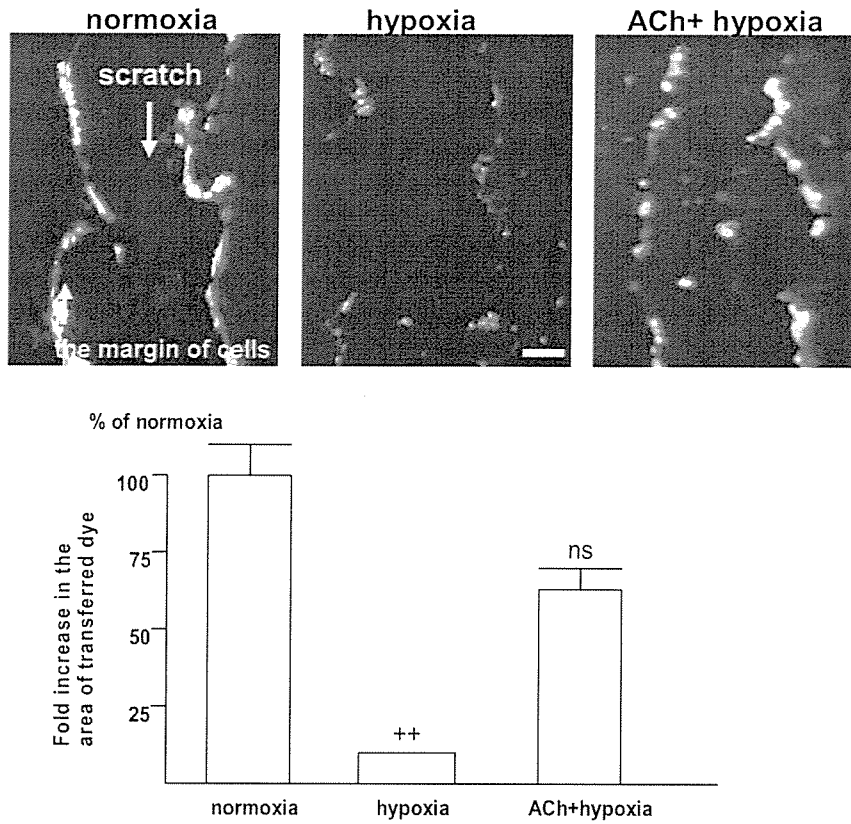 normoxia
hypoxia
ACh+ hypoxia
scratch
the margin of cells
% of normoxia
Fold increase in the
area of transferred dye
100
75
50
25
++
ns
normoxia
hypoxia
ACh+hypoxia